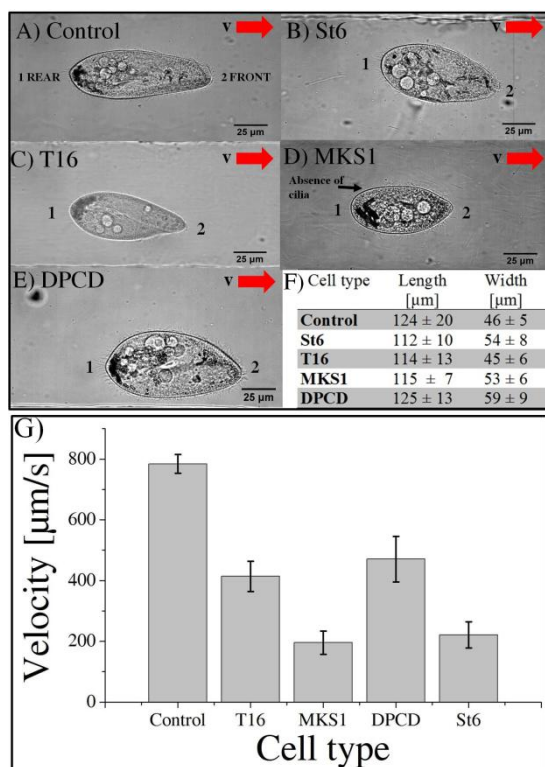 A) Control
v
1 REAR
2 FRONT
25 µm
B) St6
v
1
2
25 µm
C) T16
v
1
2
25 µm
D) MKS1
v
Absence of
cilia
1
2
25 µm
E) DPCD
v
1
2
25 µm
F) Cell type Length Width
[µm] [µm]
Control 124 ± 20 46 ± 5
St6 112 ± 10 54 ± 8
T16 114 ± 13 45 ± 6
MKS1 115 ± 7 53 ± 6
DPCD 125 ± 13 59 ± 9
G)
Velocity [µm/s]
800
600
400
200
0
Control T16 MKS1 DPCD St6
Cell type